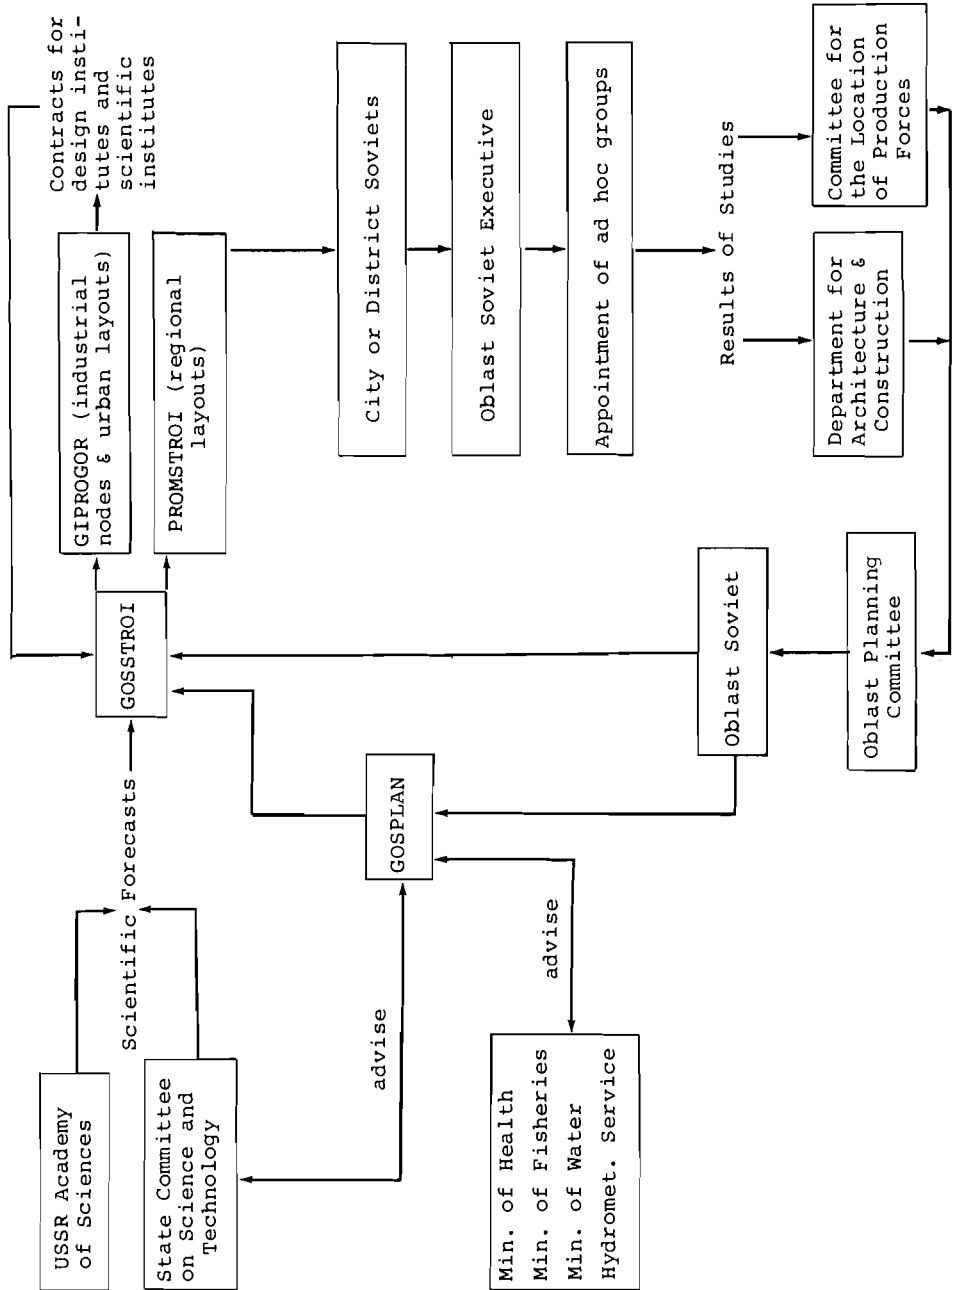 USSR Academy
of Sciences
State Committee
on Science and
Technology
Scientific Forecasts
GOSSTROI
GIPROGOR (industrial
nodes & urban layouts)
PROMSTROI (regional
layouts)
Contracts for
design insti-
tutes and
scientific
institutes
advise
GOSPLAN
City or District Soviets
Oblast Soviet Executive
Appointment of ad hoc groups
Min. of Health
Min. of Fisheries
Min. of Water
Hydromet. Service
advise
Oblast Soviet
Results of Studies
Oblast Planning
Committee
Department for
Architecture &
Construction
Committee for
the Location
of Production
Forces